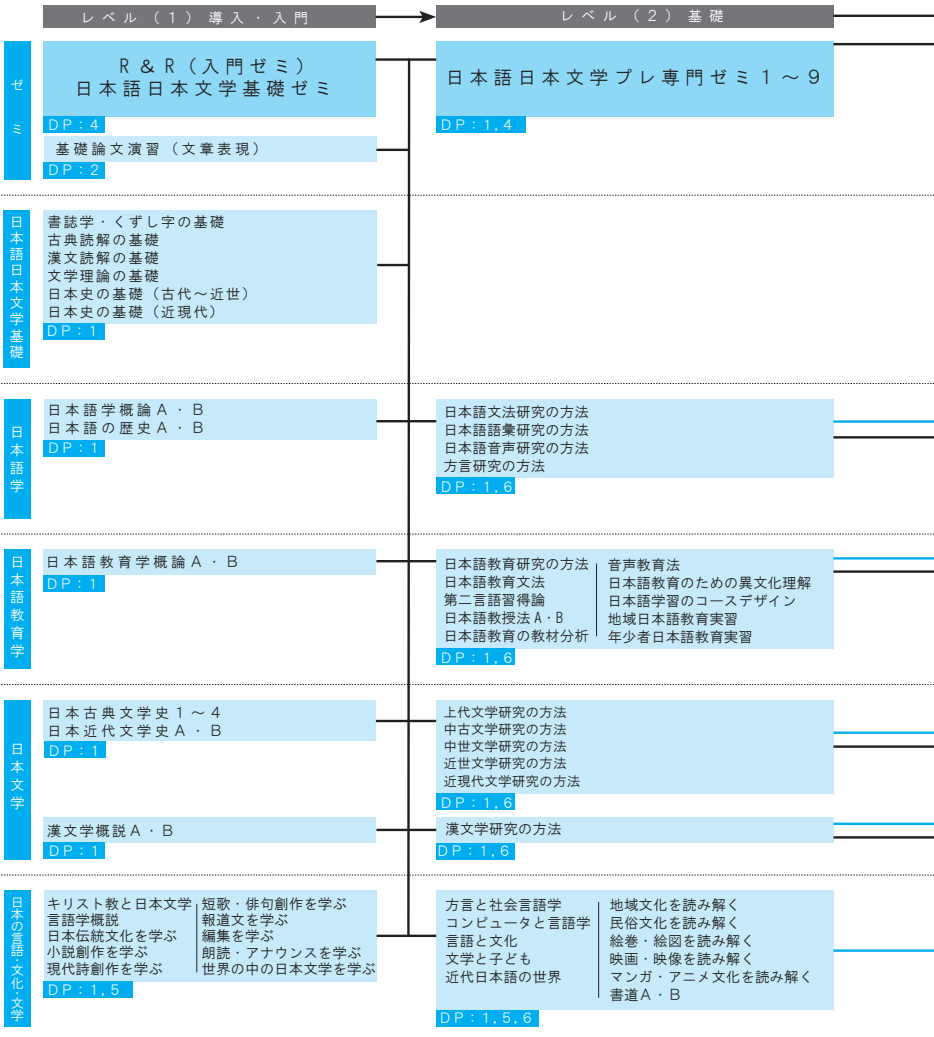 レベル（1）導入・入門
レベル（2）基礎
ゼミ
R＆R（入門ゼミ）
日本語日本文学基礎ゼミ
DP：4
日本語日本文学プレ専門ゼミ1～9
DP：1,4
基礎論文演習（文章表現）
DP：2
日本語日本文学基礎
書誌学・くずし字の基礎
古典読解の基礎
漢文読解の基礎
文学理論の基礎
日本史の基礎（古代～近世）
日本史の基礎（近現代）
DP：1
日本語学
日本語学概論A・B
日本語の歴史A・B
DP：1
日本語文法研究の方法
日本語語彙研究の方法
日本語音声研究の方法
方言研究の方法
DP：1,6
日本語教育学
日本語教育学概論A・B
DP：1
日本語教育研究の方法
日本語教育文法
第二言語習得論
日本語教授法A・B
日本語教育の教材分析
音声教育法
日本語教育のための異文化理解
日本語学習のコースデザイン
地域日本語教育実習
年少者日本語教育実習
DP：1,6
日本文学
日本古典文学史1～4
日本近代文学史A・B
DP：1
上代文学研究の方法
中古文学研究の方法
中世文学研究の方法
近世文学研究の方法
近現代文学研究の方法
DP：1,6
漢文学概説A・B
DP：1
漢文学研究の方法
DP：1,6
日本の言語・文化・文学
キリスト教と日本文学
言語学概説
日本伝統文化を学ぶ
小説創作を学ぶ
現代詩創作を学ぶ
短歌・俳句創作を学ぶ
報道文を学ぶ
編集を学ぶ
朗読・アナウンスを学ぶ
世界の中の日本文学を学ぶ
DP：1,5
方言と社会言語学
コンピュータと言語学
言語と文化
文学と子ども
近代日本語の世界
地域文化を読み解く
民俗文化を読み解く
絵巻・絵図を読み解く
映画・映像を読み解く
マンガ・アニメ文化を読み解く
書道A・B
DP：1,5,6